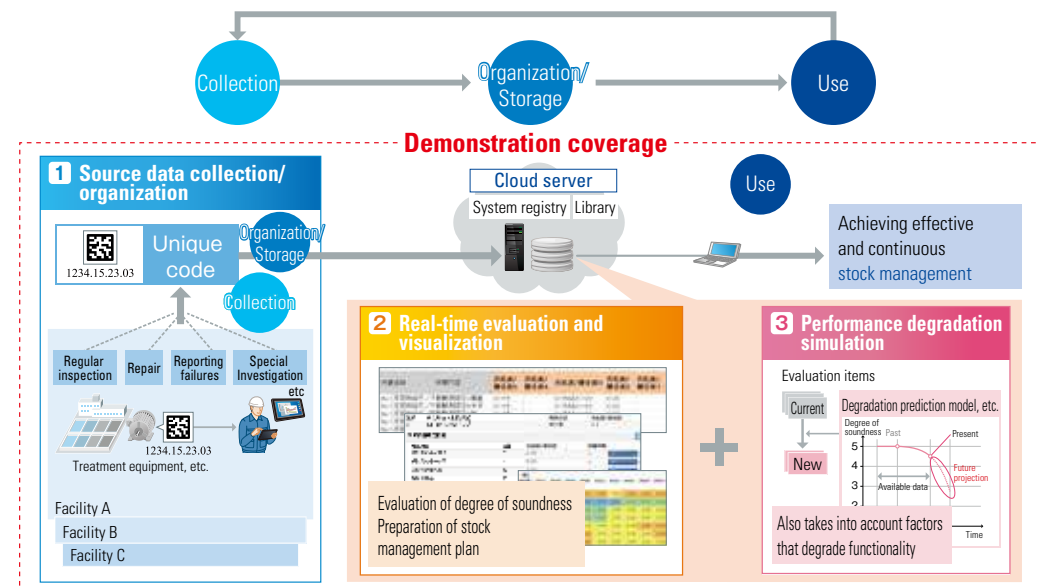 Collection
Organization/
Storage
Use
Demonstration coverage
1 Source data collection/
organization
1234.15.23.03
Unique
code
Organization/
Storage
Collection
Regular
inspection
Repair
Reporting
failures
Special
Investigation
etc
1234.15.23.03
Treatment equipment, etc.
Facility A
Facility B
Facility C
Cloud server
System registry
Library
Use
Achieving effective
and continuous
stock management
2 Real-time evaluation and
visualization
Evaluation of degree of soundness
Preparation of stock
management plan
3 Performance degradation
simulation
Evaluation items
Current
New
Degradation prediction model, etc.
Degree of
soundness
Past
Present
5
4
3
2
Available data
Future
projection
Time
Also takes into account factors
that degrade functionality